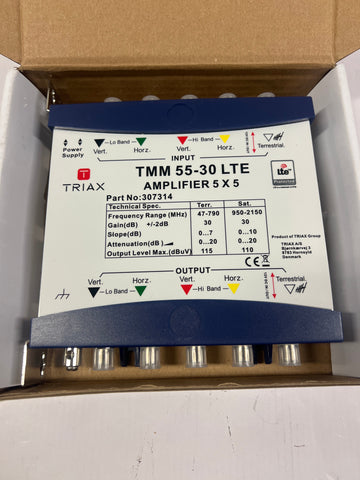 Power Supply
Lo Band
Vert. Horz.
Hi Band
Vert. Horz.
Terrestrial.
INPUT
TRIAX
TMM 55-30 LTE
AMPLIFIER 5 X 5
Lte
Protected
Part No:307314
Technical Spec. Terr. Sat.
Frequency Range (MHz) 47-790 950-2150
Gain(dB) +/-2dB 30 30
Slope(dB) 0...7 0...10
Attenuation(dB) 0...20 0...20
Output Level Max.(dBuV) 115 110
Product of TRIAX Group
TRIAX A/S
Bjørnkærvej 3
8783 Hornsyld
Denmark
CE
OUTPUT
Vert. Horz.
Lo Band
Vert. Horz.
Hi Band
Terrestrial.